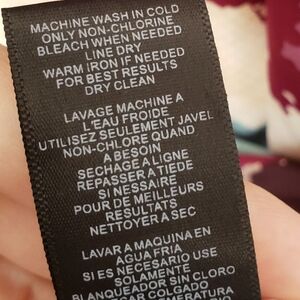 MACHINE WASH IN COLD
ONLY NON-CHLORINE
BLEACH WHEN NEEDED
LINE DRY
WARM IRON IF NEEDED
FOR BEST RESULTS
DRY CLEAN
LAVAGE MACHINE A
L'EAU FROIDE
UTILISEZ SEULEMENT JAVEL
NON-CHLORE QUAND
A BESOIN
SECHAGE A LIGNE
REPASSER A TIEDE
SI NESSAIRE
POUR DE MEILLEURS
RESULTATS
NETTOYER A SEC
LAVAR A MAQUINA EN
AGUA FRIA
SI ES NECESARIO USE
SOLAMENTE
BLANQUEADOR SIN CLORO
COLGADO